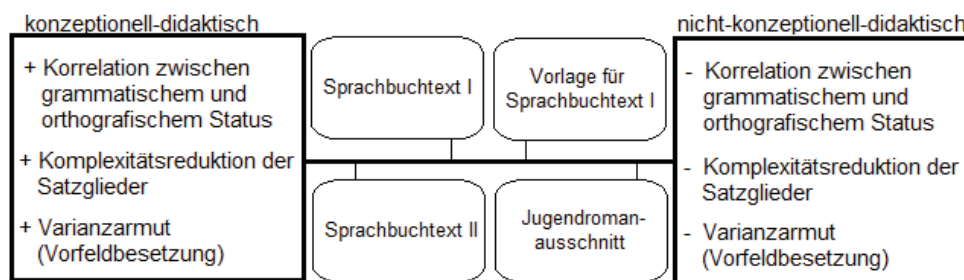 konzeptionell-didaktisch
+ Korrelation zwischen
grammatischem und
orthografischem Status
+ Komplexitätsreduktion der
Satzglieder
+ Varianzarmut
(Vorfeldbesetzung)
Sprachbuchtext I
Vorlage für
Sprachbuchtext I
Sprachbuchtext II
Jugendroman-
ausschnitt
nicht-konzeptionell-didaktisch
- Korrelation zwischen
grammatischem und
orthografischem Status
- Komplexitätsreduktion der
Satzglieder
- Varianzarmut
(Vorfeldbesetzung)